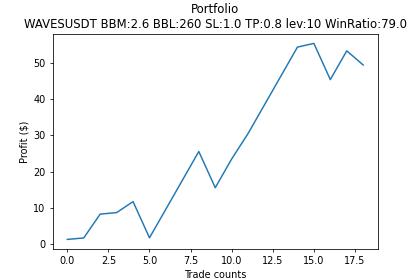 Portfolio
WAVESUSDT BBM:2.6 BBL:260 SL:1.0 TP:0.8 lev:10 WinRatio:79.0
50
40
30
20
10
0
Profit ($)
0.0 2.5 5.0 7.5 10.0 12.5 15.0 17.5
Trade counts